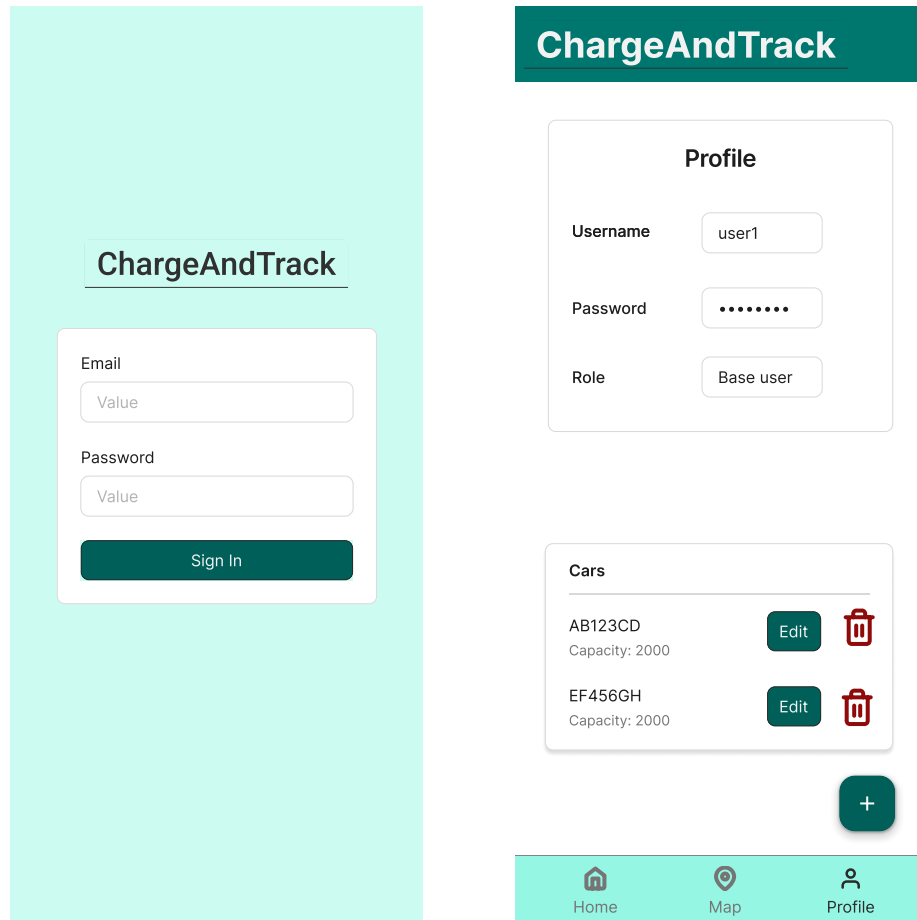 ChargeAndTrack
Email
Value
Password
Value
Sign In
ChargeAndTrack
Profile
Username user1
Password ••••••••
Role Base user
Cars
AB123CD
Capacity: 2000
Edit
EF456GH
Capacity: 2000
Edit
+
Home Map Profile